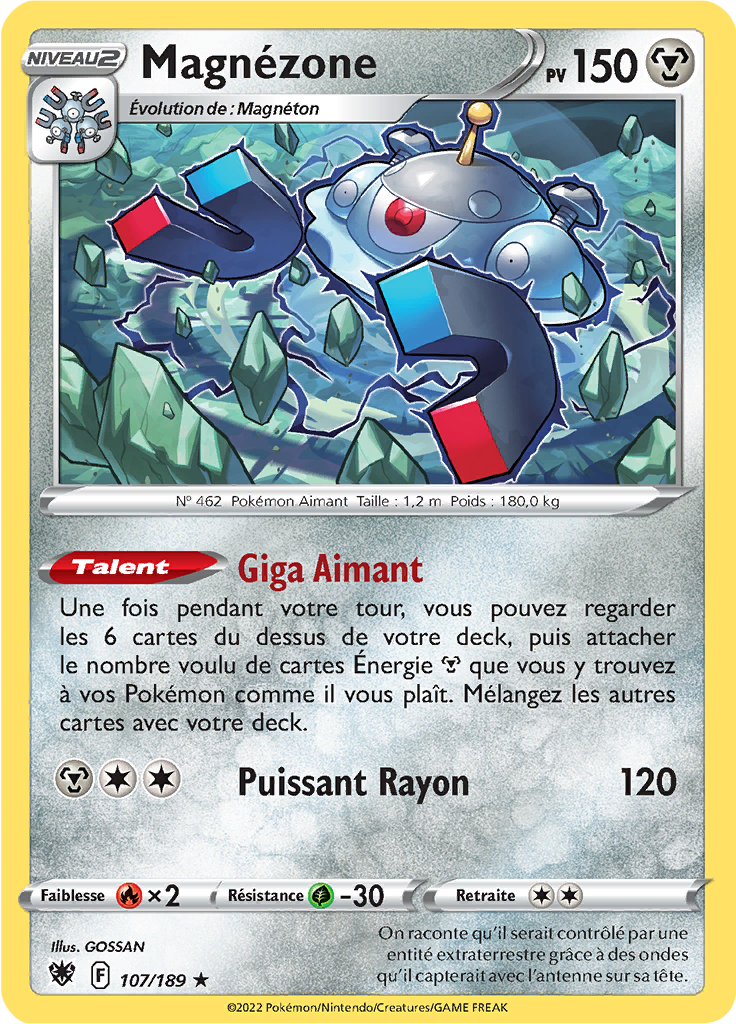 NIVEAU2
Magnézone
PV 150
Évolution de : Magnéton
N° 462 Pokémon Aimant Taille : 1,2 m Poids : 180,0 kg
Talent Giga Aimant
Une fois pendant votre tour, vous pouvez regarder
les 6 cartes du dessus de votre deck, puis attacher
le nombre voulu de cartes Énergie que vous y trouvez
à vos Pokémon comme il vous plaît. Mélangez les autres
cartes avec votre deck.
Puissant Rayon 120
Faiblesse ×2 Résistance -30 Retraite
Illus. GOSSAN
F 107/189 ★
On raconte qu'il serait contrôlé par une
entité extraterrestre grâce à des ondes
qu'il capterait avec l'antenne sur sa tête.
©2022 Pokémon/Nintendo/Creatures/GAME FREAK